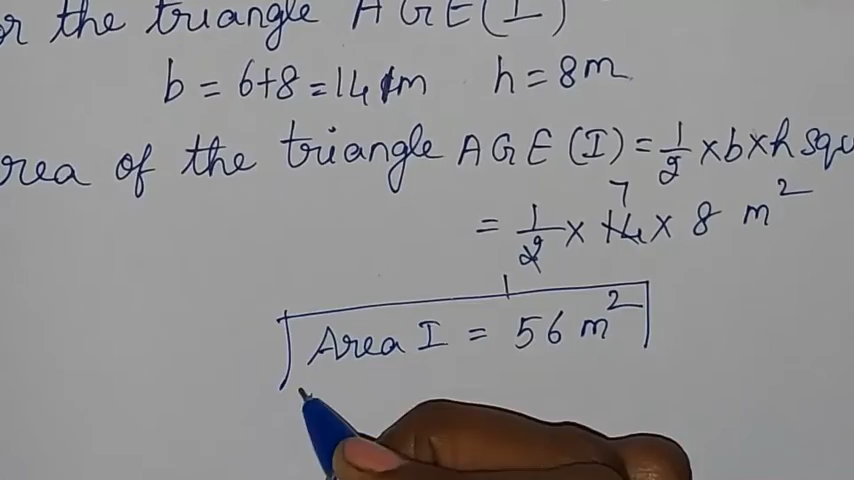 the triangle AGE (I)
b = 6+8 = 14 m h = 8m
of the triangle AGE (I) = 1/2 × b × h squ
7
= 1/2 × 14 × 8 m²
1
Area I = 56 m²